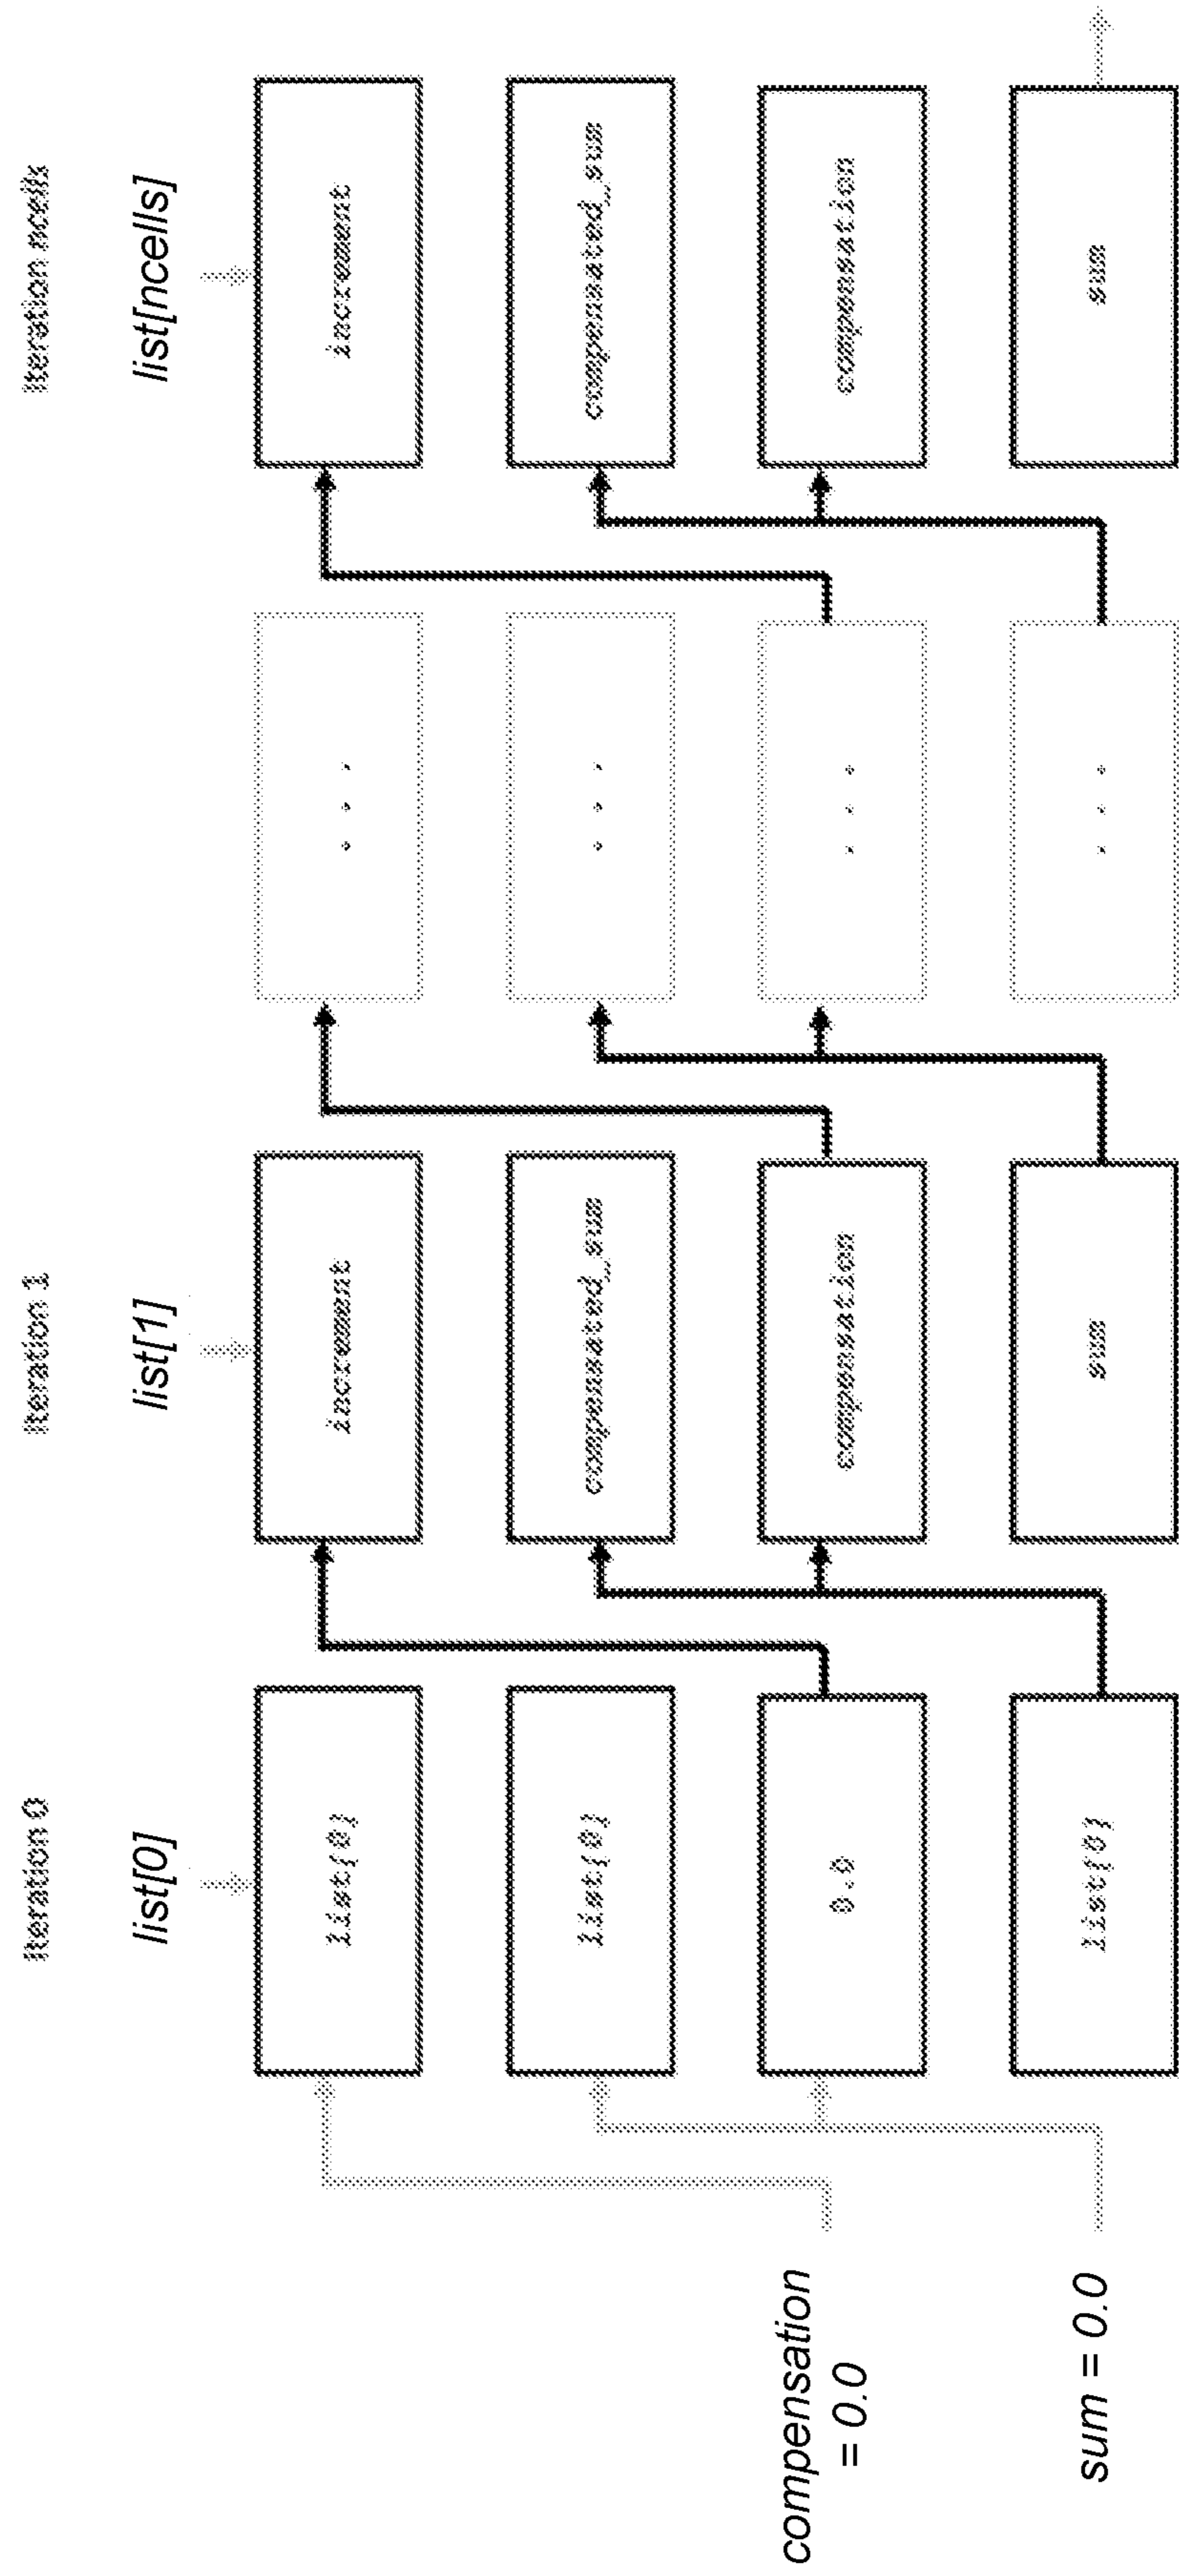 Iteration 0
Iteration 1
Iteration ncells
list[0]
list[1]
list[ncells]
list[0]
increment
. . .
increment
list[0]
compensated_sum
. . .
compensated_sum
compensation
= 0.0
0.0
compensation
. . .
compensation
sum = 0.0
list[0]
sum
. . .
sum